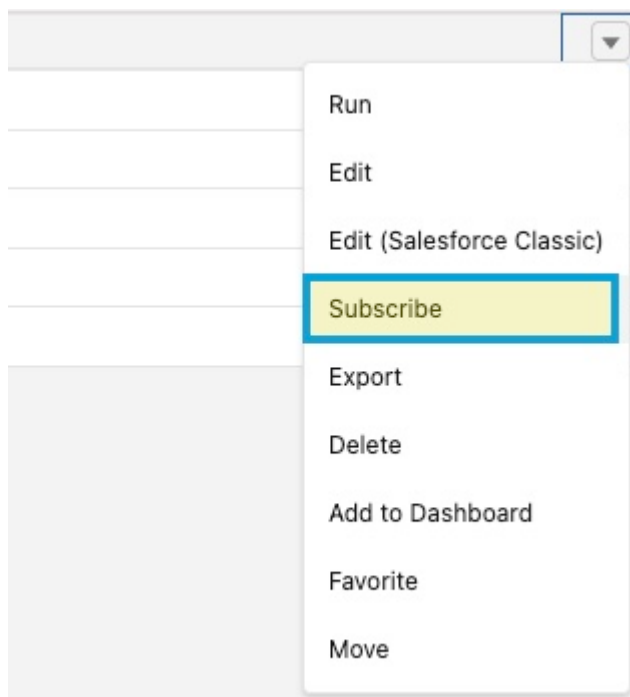 Run
Edit
Edit (Salesforce Classic)
Subscribe
Export
Delete
Add to Dashboard
Favorite
Move